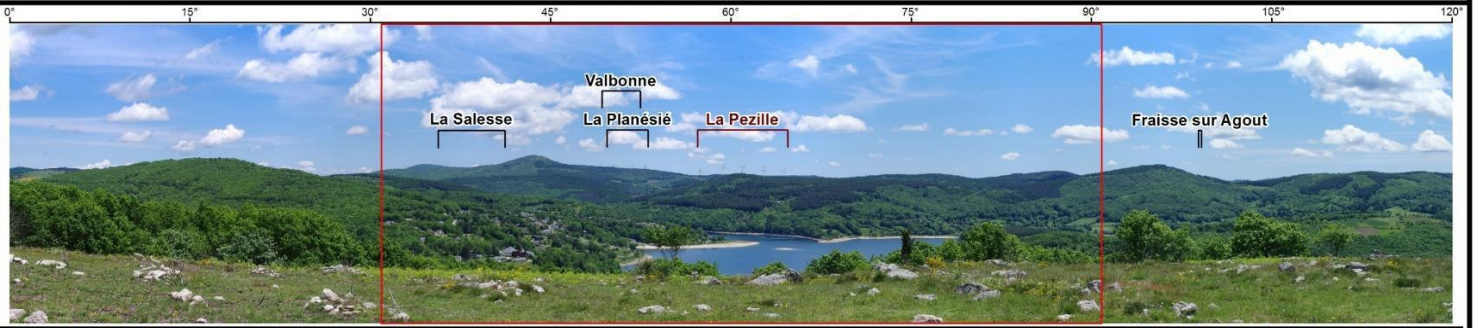 0° 15° 30° 45° 60° 75° 90° 105° 120°
Valbonne
La Salesse La Planésié La Pezille Fraisse sur Agout